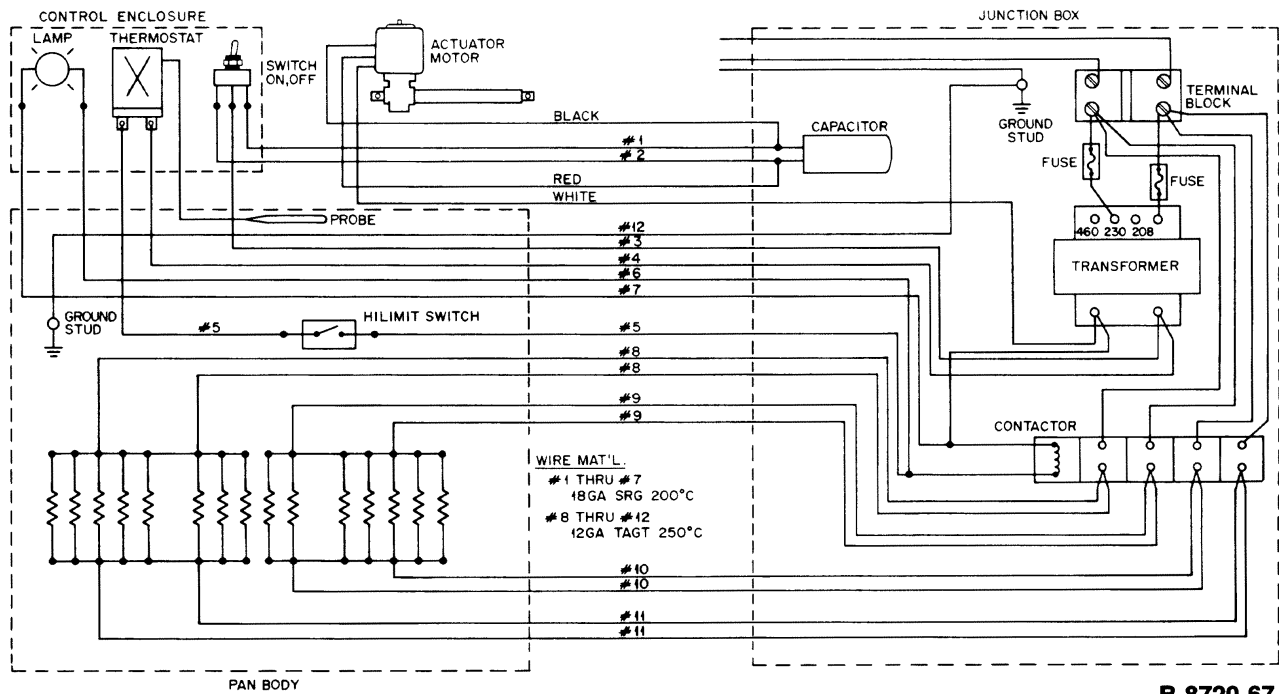 CONTROL ENCLOSURE
LAMP
THERMOSTAT
SWITCH
ON,OFF
ACTUATOR
MOTOR
JUNCTION BOX
TERMINAL
BLOCK
GROUND
STUD
BLACK
#1
#2
CAPACITOR
FUSE
FUSE
RED
WHITE
PROBE
#12
#3
#4
#6
#7
460 230 208
TRANSFORMER
GROUND
STUD
#5
HILIMIT SWITCH
#5
#8
#8
#9
#9
CONTACTOR
WIRE MAT'L.
#1 THRU #7
18GA SRG 200°C
#8 THRU #12
12GA TAGT 250°C
#10
#10
#11
#11
PAN BODY